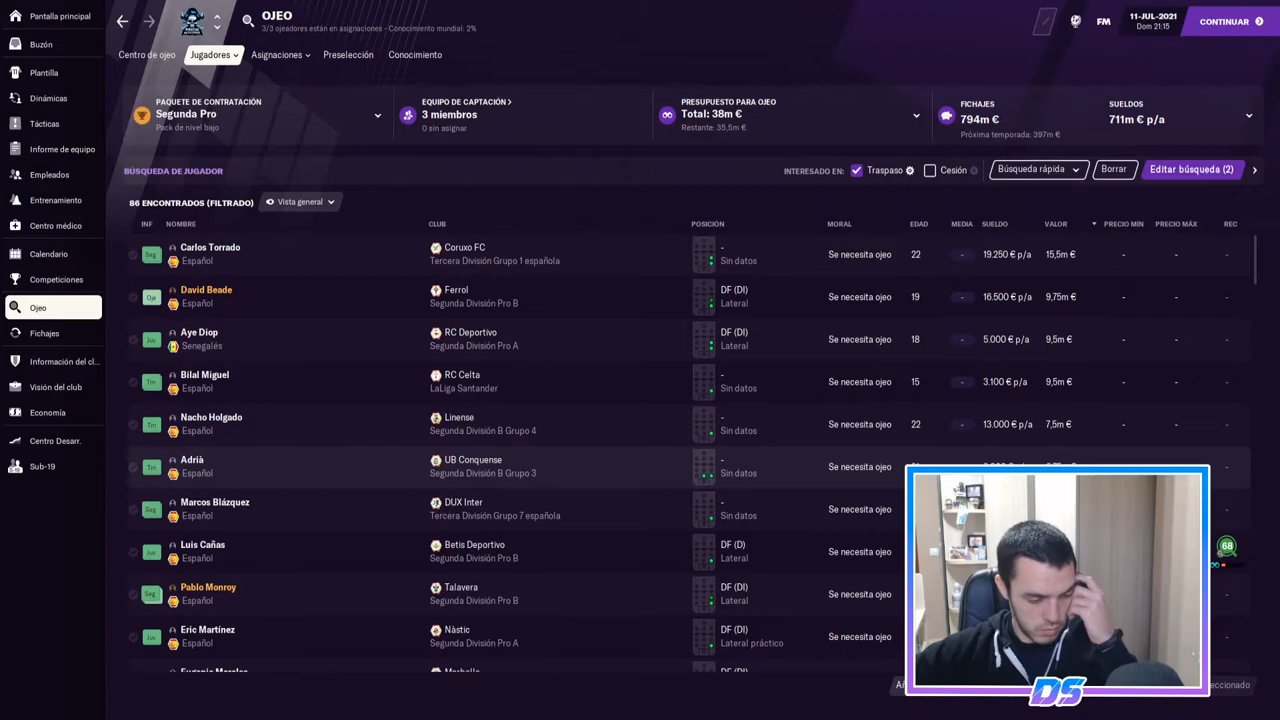 Pantalla principal
Buzón
Plantilla
Dinámicas
Tácticas
Informe de equipo
Empleados
Entrenamiento
Centro médico
Calendario
Competiciones
Ojeo
Fichajes
Información del cl...
Visión del club
Economía
Centro Desarr.
Sub-19
OJEO
3/3 ojeadores están en asignaciones - Conocimiento mundial: 2%
FM
11-JUL-2021
Dom 21:15
CONTINUAR
Centro de ojeo
Jugadores
Asignaciones
Preselección
Conocimiento
PAQUETE DE CONTRATACIÓN
Segunda Pro
Pack de nivel bajo
EQUIPO DE CAPTACIÓN >
3 miembros
0 sin asignar
PRESUPUESTO PARA OJEO
Total: 38m €
Restante: 35,5m €
FICHAJES
794m €
Próxima temporada: 397m €
SUELDOS
711m € p/a
BÚSQUEDA DE JUGADOR
INTERESADO EN: Traspaso Cesión
Búsqueda rápida
Borrar
Editar búsqueda (2)
86 ENCONTRADOS (FILTRADO)
Vista general
INF NOMBRE CLUB POSICIÓN MORAL EDAD MEDIA SUELDO VALOR PRECIO MÍN PRECIO MÁX REC
Seg Carlos Torrado Coruxo FC - Se necesita ojeo 22 - 19.250 € p/a 15,5m € - - -
Español Tercera División Grupo 1 española Sin datos
Oje David Beade Ferrol DF (DI) Se necesita ojeo 19 - 16.500 € p/a 9,75m € - - -
Español Segunda División Pro B Lateral
Juv Aye Diop RC Deportivo DF (DI) Se necesita ojeo 18 - 5.000 € p/a 9,5m € - - -
Senegalés Segunda División Pro A Lateral
Tm Bilal Miguel RC Celta - Se necesita ojeo 15 - 3.100 € p/a 9,5m € - - -
Español LaLiga Santander Sin datos
Tm Nacho Holgado Linense - Se necesita ojeo 22 - 13.000 € p/a 7,5m € - - -
Español Segunda División B Grupo 4 Sin datos
Tm Adrià UB Conquense - Se necesita ojeo
Español Segunda División B Grupo 3 Sin datos
Seg Marcos Blázquez DUX Inter - Se necesita ojeo
Español Tercera División Grupo 7 española Sin datos
Juv Luis Cañas Betis Deportivo DF (D) Se necesita ojeo
Español Segunda División Pro B Lateral
Seg Pablo Monroy Talavera DF (DI) Se necesita ojeo
Español Segunda División Pro B Lateral
Juv Eric Martínez Nàstic DF (DI) Se necesita ojeo
Español Segunda División Pro A Lateral práctico
68
DS